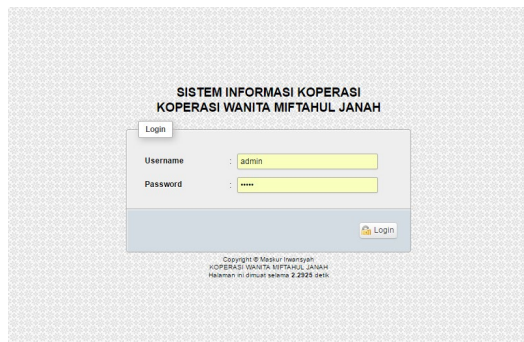 SISTEM INFORMASI KOPERASI
KOPERASI WANITA MIFTAHUL JANAH
Login
Username : admin
Password : •••••
Login
Copyright © Maskur Irwansyah
KOPERASI WANITA MIFTAHUL JANAH
Halaman ini dimuat selama 2.2925 detik